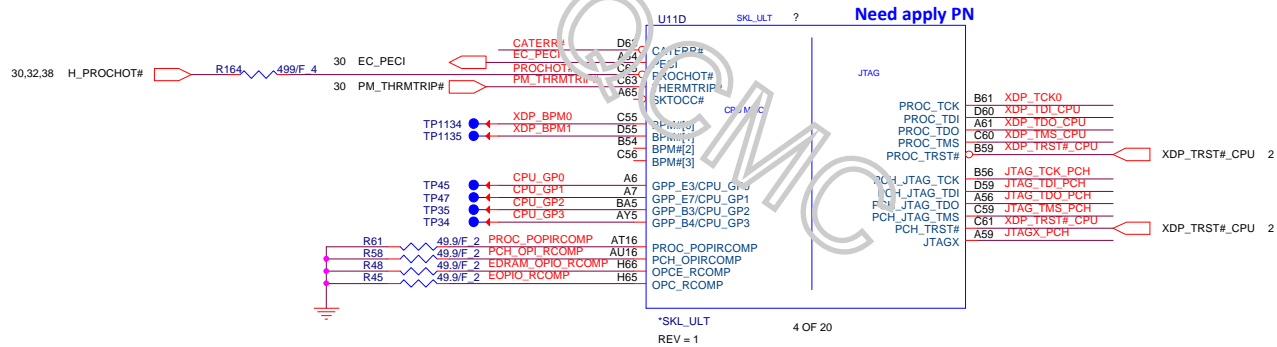 U11D SKL_ULT ? Need apply PN
CATERR# D63 CATERR#
30 EC_PECI EC_PECI A54 PECI
JTAG
30,32,38 H_PROCHOT# R164 499/F_4 PROCHOT# C65 PROCHOT#
30 PM_THRMTRIP# PM_THRMTRIP# C63 THERMTRIP#
A65 SKTOCC#
CPU MISC
TP1134 XDP_BPM0 C55 BPM#[0]
TP1135 XDP_BPM1 D55 BPM#[1]
B54 BPM#[2]
C56 BPM#[3]
TP45 CPU_GP0 A6 GPP_E3/CPU_GP0
TP47 CPU_GP1 A7 GPP_E7/CPU_GP1
TP35 CPU_GP2 BA5 GPP_B3/CPU_GP2
TP34 CPU_GP3 AY5 GPP_B4/CPU_GP3
R61 49.9/F_2 PROC_POPIRCOMP AT16 PROC_POPIRCOMP
R58 49.9/F_2 PCH_OPI_RCOMP AU16 PCH_OPIRCOMP
R48 49.9/F_2 EDRAM_OPIO_RCOMP H66 OPCE_RCOMP
R45 49.9/F_2 EOPIO_RCOMP H65 OPC_RCOMP
PROC_TCK B61 XDP_TCK0
PROC_TDI D60 XDP_TDI_CPU
PROC_TDO A61 XDP_TDO_CPU
PROC_TMS C60 XDP_TMS_CPU
PROC_TRST# B59 XDP_TRST#_CPU XDP_TRST#_CPU 2
PCH_JTAG_TCK B56 JTAG_TCK_PCH
PCH_JTAG_TDI D59 JTAG_TDI_PCH
PCH_JTAG_TDO A56 JTAG_TDO_PCH
PCH_JTAG_TMS C59 JTAG_TMS_PCH
PCH_TRST# C61 XDP_TRST#_CPU XDP_TRST#_CPU 2
JTAGX A59 JTAGX_PCH
*SKL_ULT
4 OF 20
REV = 1
QCMC